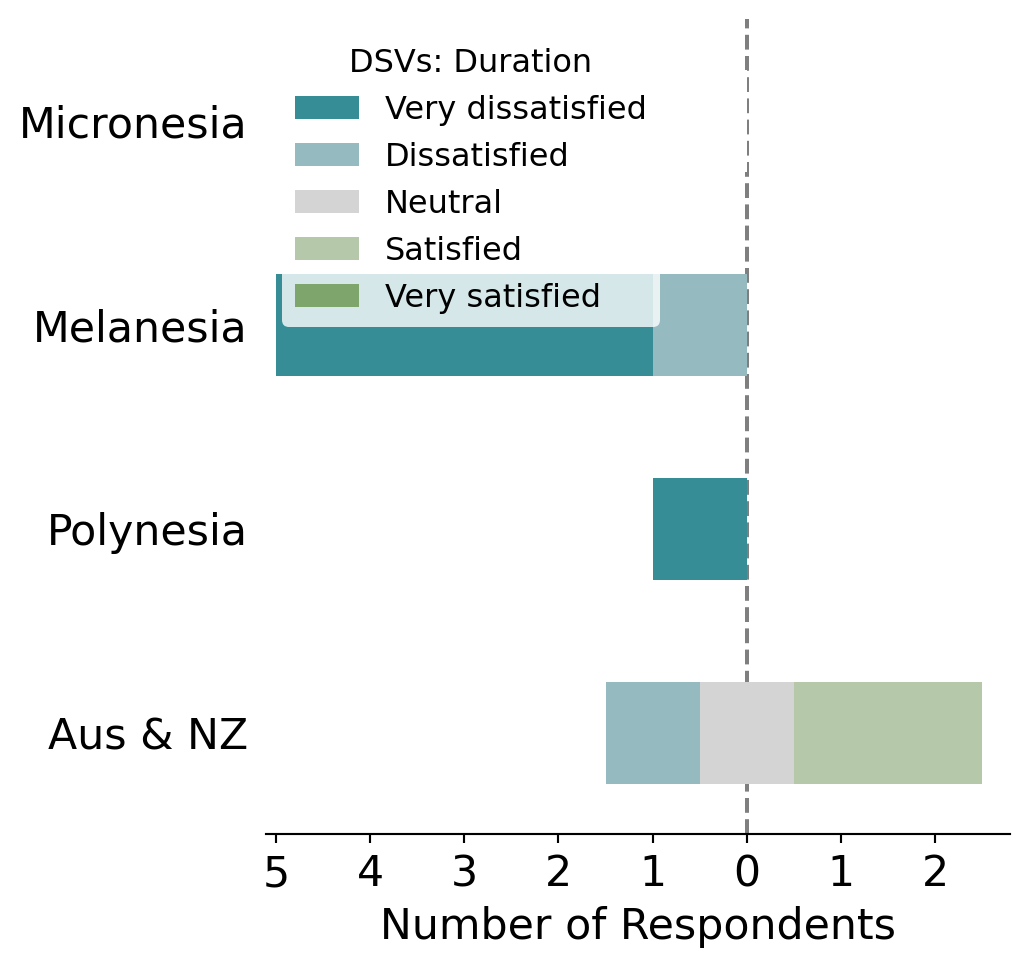 DSVs: Duration
Very dissatisfied
Dissatisfied
Neutral
Satisfied
Very satisfied
Micronesia
Melanesia
Polynesia
Aus & NZ
5 4 3 2 1 0 1 2
Number of Respondents